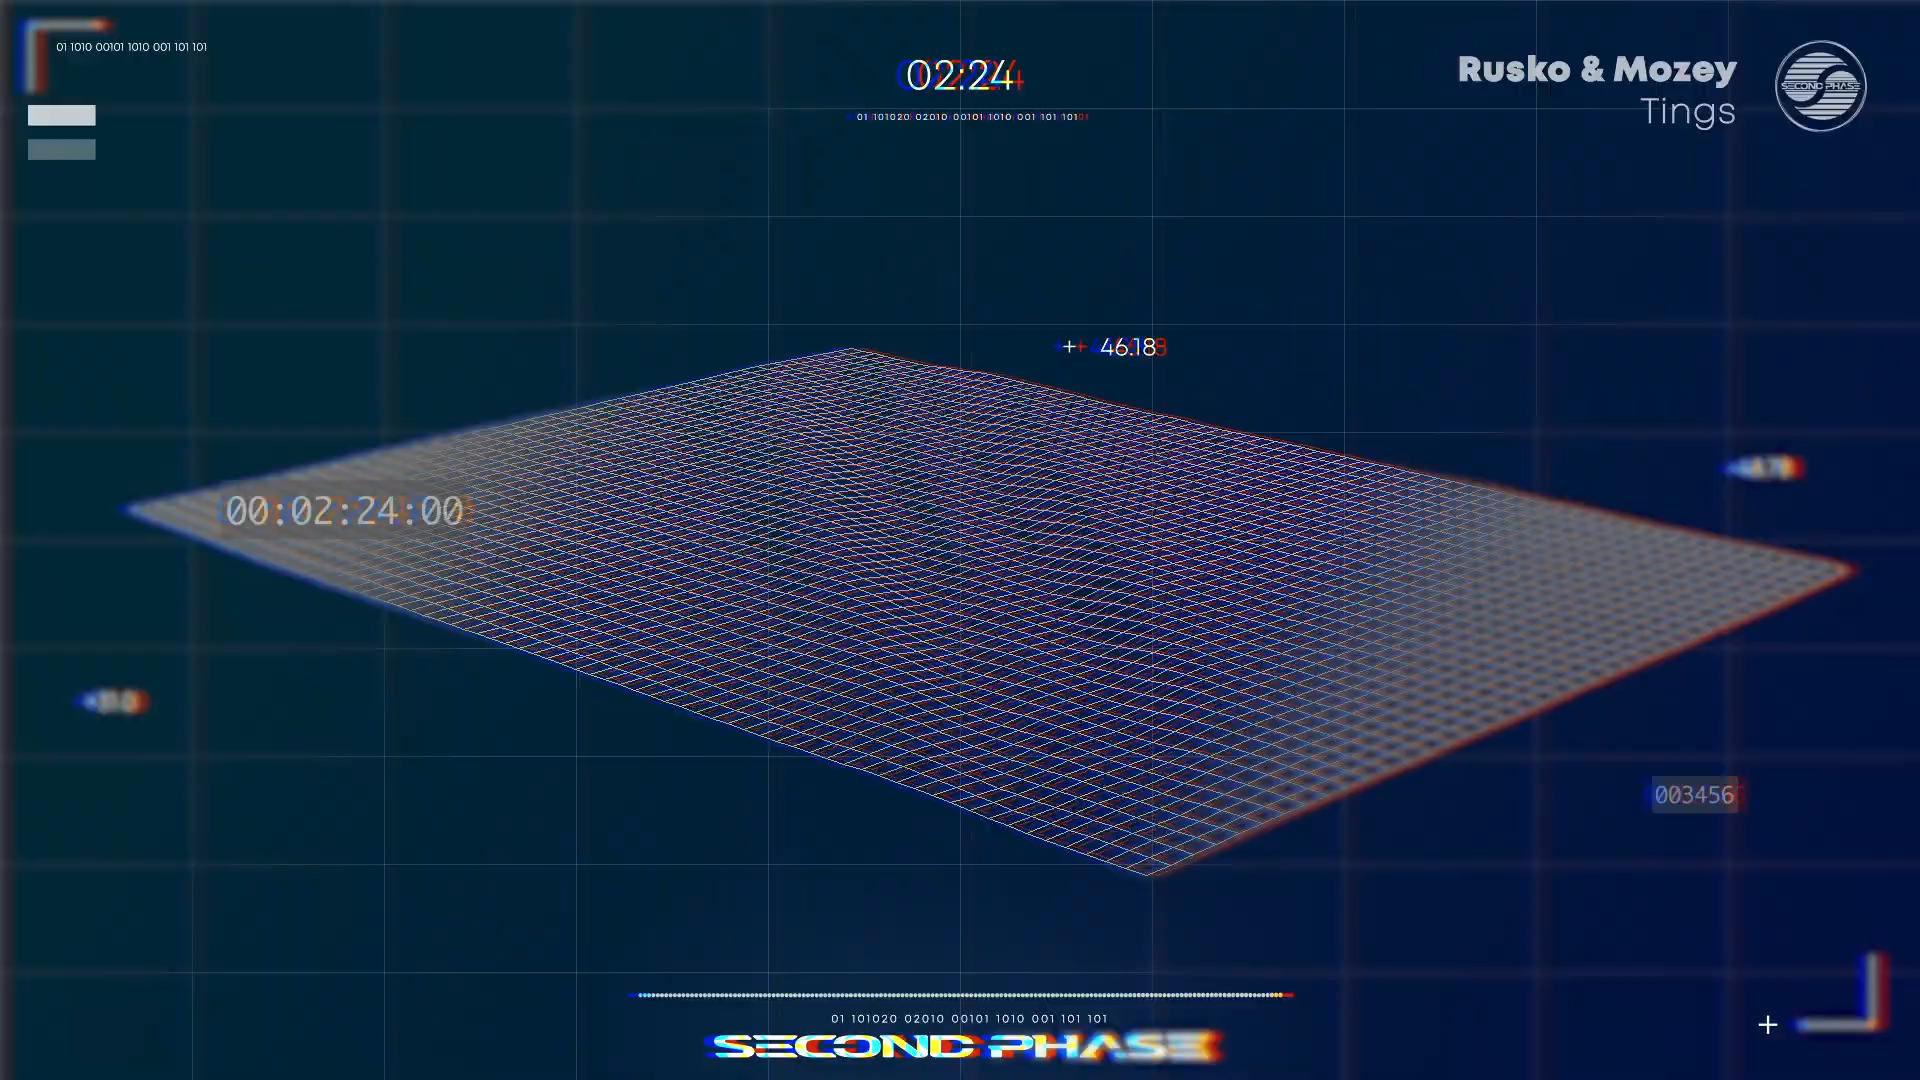 01 1010 00101 1010 001 101 101
02:24
01 101020 02010 00101 1010 001 101 101
Rusko & Mozey
Tings
SECOND PHASE
46.18
00:02:24:00
003456
01 101020 02010 00101 1010 001 101 101
SECOND PHASE